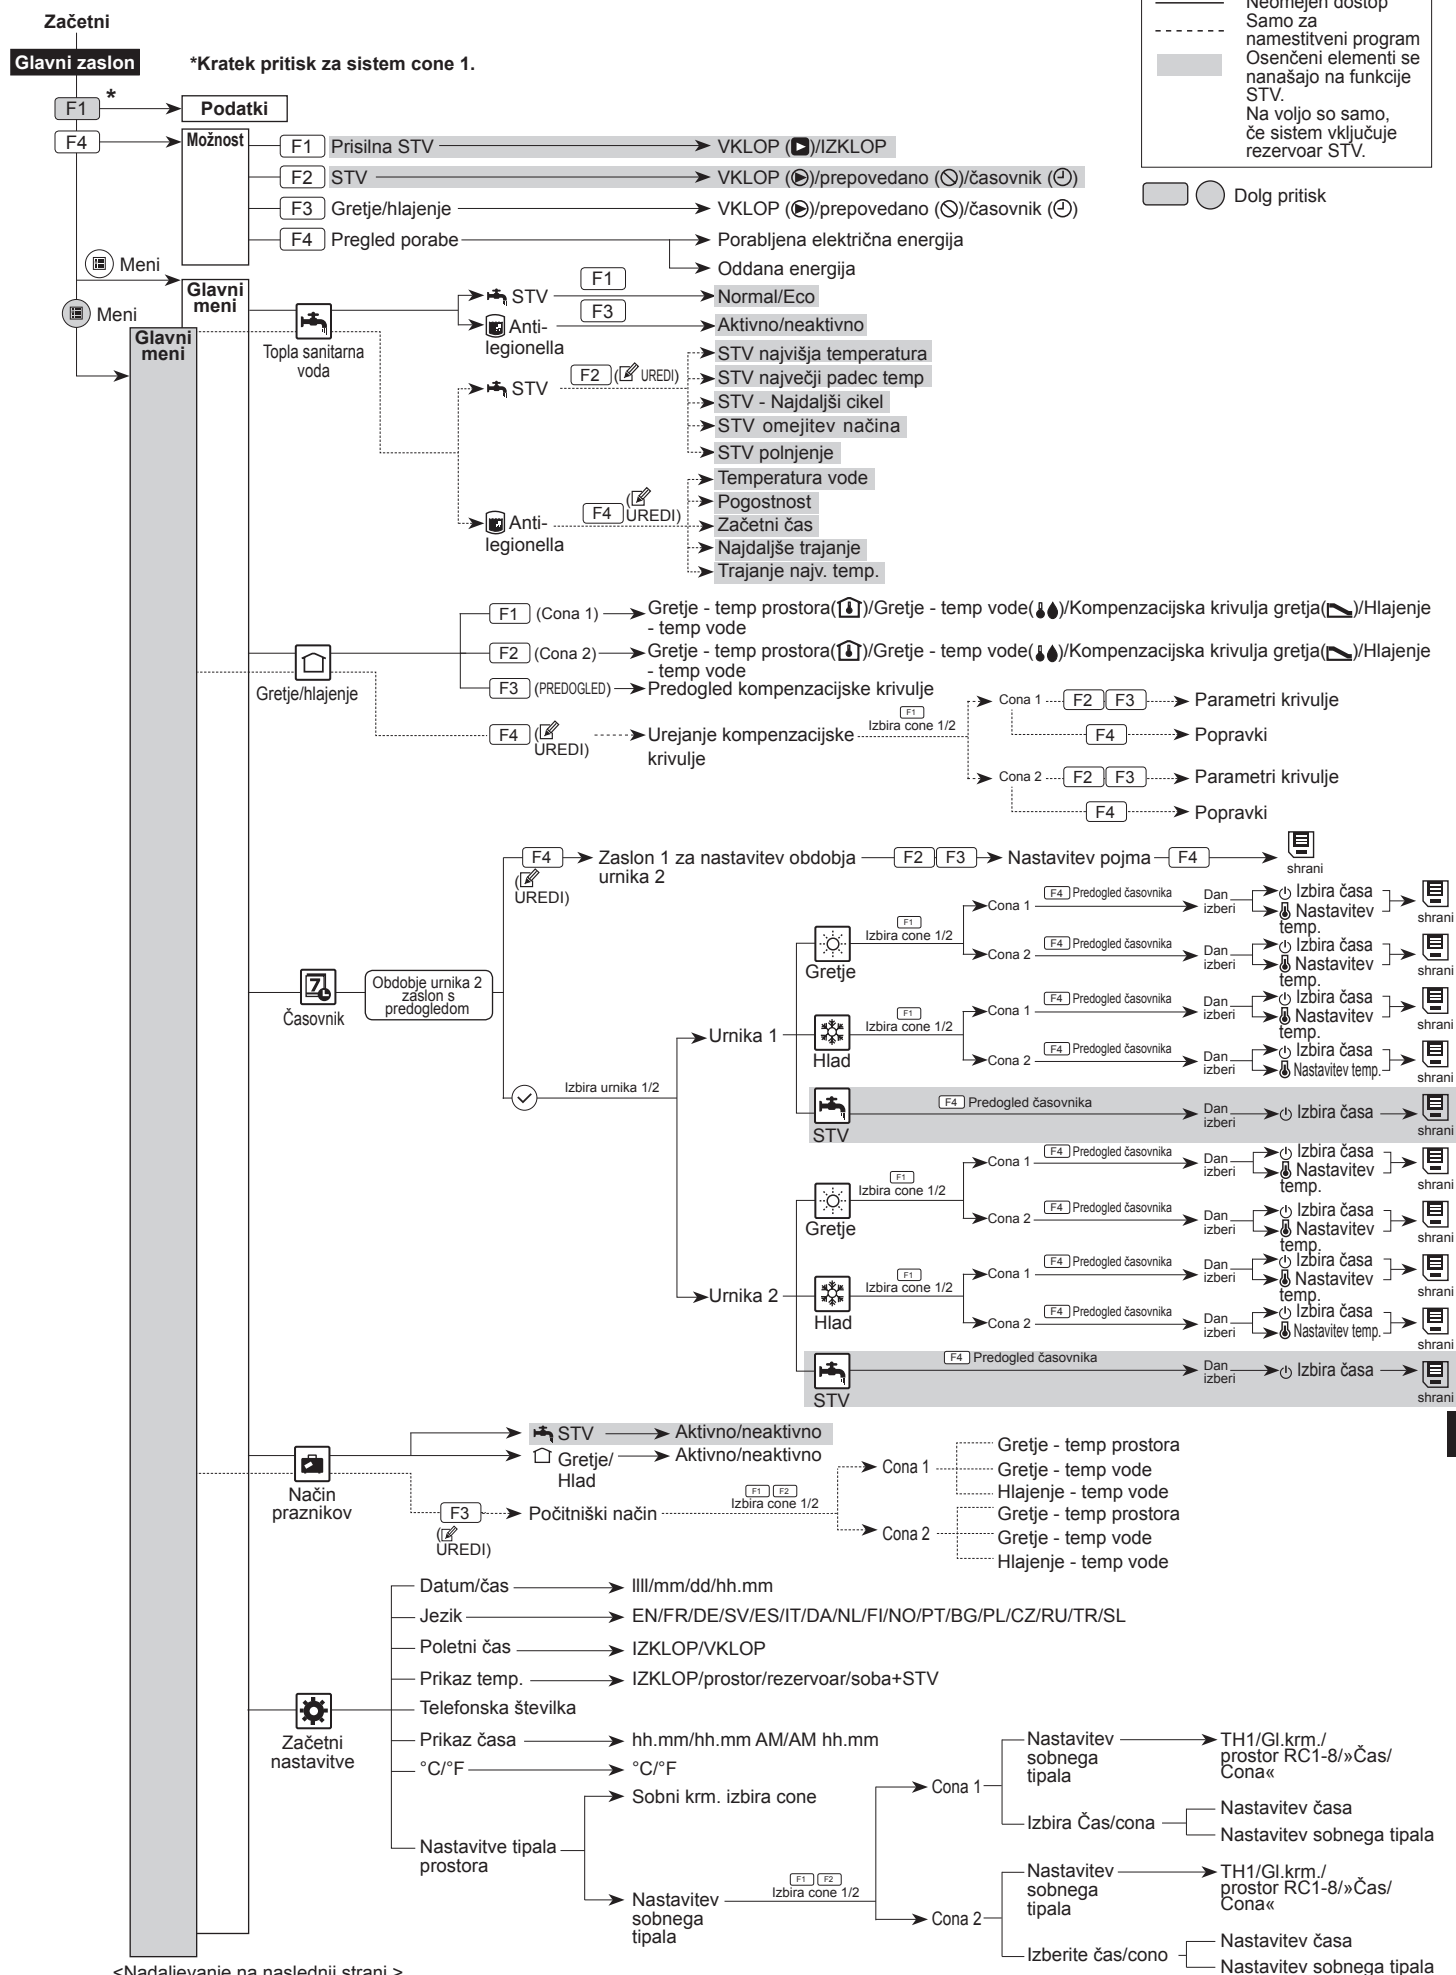 Začetni
Glavni zaslon
*Kratek pritisk za sistem cone 1.
Neomejen dostop
Samo za
namestitveni program
Osenčeni elementi se
nanašajo na funkcije
STV.
Na voljo so samo,
če sistem vključuje
rezervoar STV.
Dolg pritisk
F1 * Podatki
F4 Možnost
F1 Prisilna STV VKLOP ()/IZKLOP
F2 STV VKLOP ()/prepovedano ()/časovnik ()
F3 Gretje/hlajenje VKLOP ()/prepovedano ()/časovnik ()
F4 Pregled porabe Porabljena električna energija
Oddana energija
Meni
Glavni
meni
Meni
Glavni
meni
Topla sanitarna
voda
STV F1 Normal/Eco
Anti-
legionella
F3 Aktivno/neaktivno
STV F2 (UREDI)
STV najvišja temperatura
STV največji padec temp
STV - Najdaljši cikel
STV omejitev načina
STV polnjenje
Anti-
legionella
F4 (UREDI)
Temperatura vode
Pogostnost
Začetni čas
Najdaljše trajanje
Trajanje najv. temp.
Gretje/hlajenje
F1 (Cona 1) Gretje - temp prostora()/Gretje - temp vode()/Kompenzacijska krivulja gretja()/Hlajenje
- temp vode
F2 (Cona 2) Gretje - temp prostora()/Gretje - temp vode()/Kompenzacijska krivulja gretja()/Hlajenje
- temp vode
F3 (PREDOGLED) Predogled kompenzacijske krivulje
F4 (UREDI) Urejanje kompenzacijske
krivulje
F1
Izbira cone 1/2
Cona 1 F2 F3 Parametri krivulje
F4 Popravki
Cona 2 F2 F3 Parametri krivulje
F4 Popravki
7
Časovnik
Obdobje urnika 2
zaslon s
predogledom
F4
(UREDI)
Zaslon 1 za nastavitev obdobja
urnika 2
F2 F3 Nastavitev pojma F4 shrani
Izbira urnika 1/2
Urnika 1
Gretje
F1
Izbira cone 1/2
Cona 1 F4 Predogled časovnika Dan
izberi
Izbira časa
Nastavitev
temp.
shrani
Cona 2 F4 Predogled časovnika Dan
izberi
Izbira časa
Nastavitev
temp.
shrani
Hlad
F1
Izbira cone 1/2
Cona 1 F4 Predogled časovnika Dan
izberi
Izbira časa
Nastavitev
temp.
shrani
Cona 2 F4 Predogled časovnika Dan
izberi
Izbira časa
Nastavitev temp.
shrani
STV
F4 Predogled časovnika Dan
izberi
Izbira časa
shrani
Urnika 2
Gretje
F1
Izbira cone 1/2
Cona 1 F4 Predogled časovnika Dan
izberi
Izbira časa
Nastavitev
temp.
shrani
Cona 2 F4 Predogled časovnika Dan
izberi
Izbira časa
Nastavitev
temp.
shrani
Hlad
F1
Izbira cone 1/2
Cona 1 F4 Predogled časovnika Dan
izberi
Izbira časa
Nastavitev
temp.
shrani
Cona 2 F4 Predogled časovnika Dan
izberi
Izbira časa
Nastavitev temp.
shrani
STV
F4 Predogled časovnika Dan
izberi
Izbira časa
shrani
Način
praznikov
STV Aktivno/neaktivno
Gretje/
Hlad
Aktivno/neaktivno
F3
(UREDI)
Počitniški način
F1 F2
Izbira cone 1/2
Cona 1
Gretje - temp prostora
Gretje - temp vode
Hlajenje - temp vode
Cona 2
Gretje - temp prostora
Gretje - temp vode
Hlajenje - temp vode
Začetni
nastavitve
Datum/čas llll/mm/dd/hh.mm
Jezik EN/FR/DE/SV/ES/IT/DA/NL/FI/NO/PT/BG/PL/CZ/RU/TR/SL
Poletni čas IZKLOP/VKLOP
Prikaz temp. IZKLOP/prostor/rezervoar/soba+STV
Telefonska številka
Prikaz časa hh.mm/hh.mm AM/AM hh.mm
°C/°F °C/°F
Nastavitve tipala
prostora
Sobni krm. izbira cone
Nastavitev
sobnega
tipala
F1 F2
Izbira cone 1/2
Cona 1
Nastavitev
sobnega
tipala
TH1/Gl.krm./
prostor RC1-8/»Čas/
Cona«
Izbira Čas/cona
Nastavitev časa
Nastavitev sobnega tipala
Cona 2
Nastavitev
sobnega
tipala
TH1/Gl.krm./
prostor RC1-8/»Čas/
Cona«
Izberite čas/cono
Nastavitev časa
Nastavitev sobnega tipala
<Nadaljevanje na naslednji strani.>